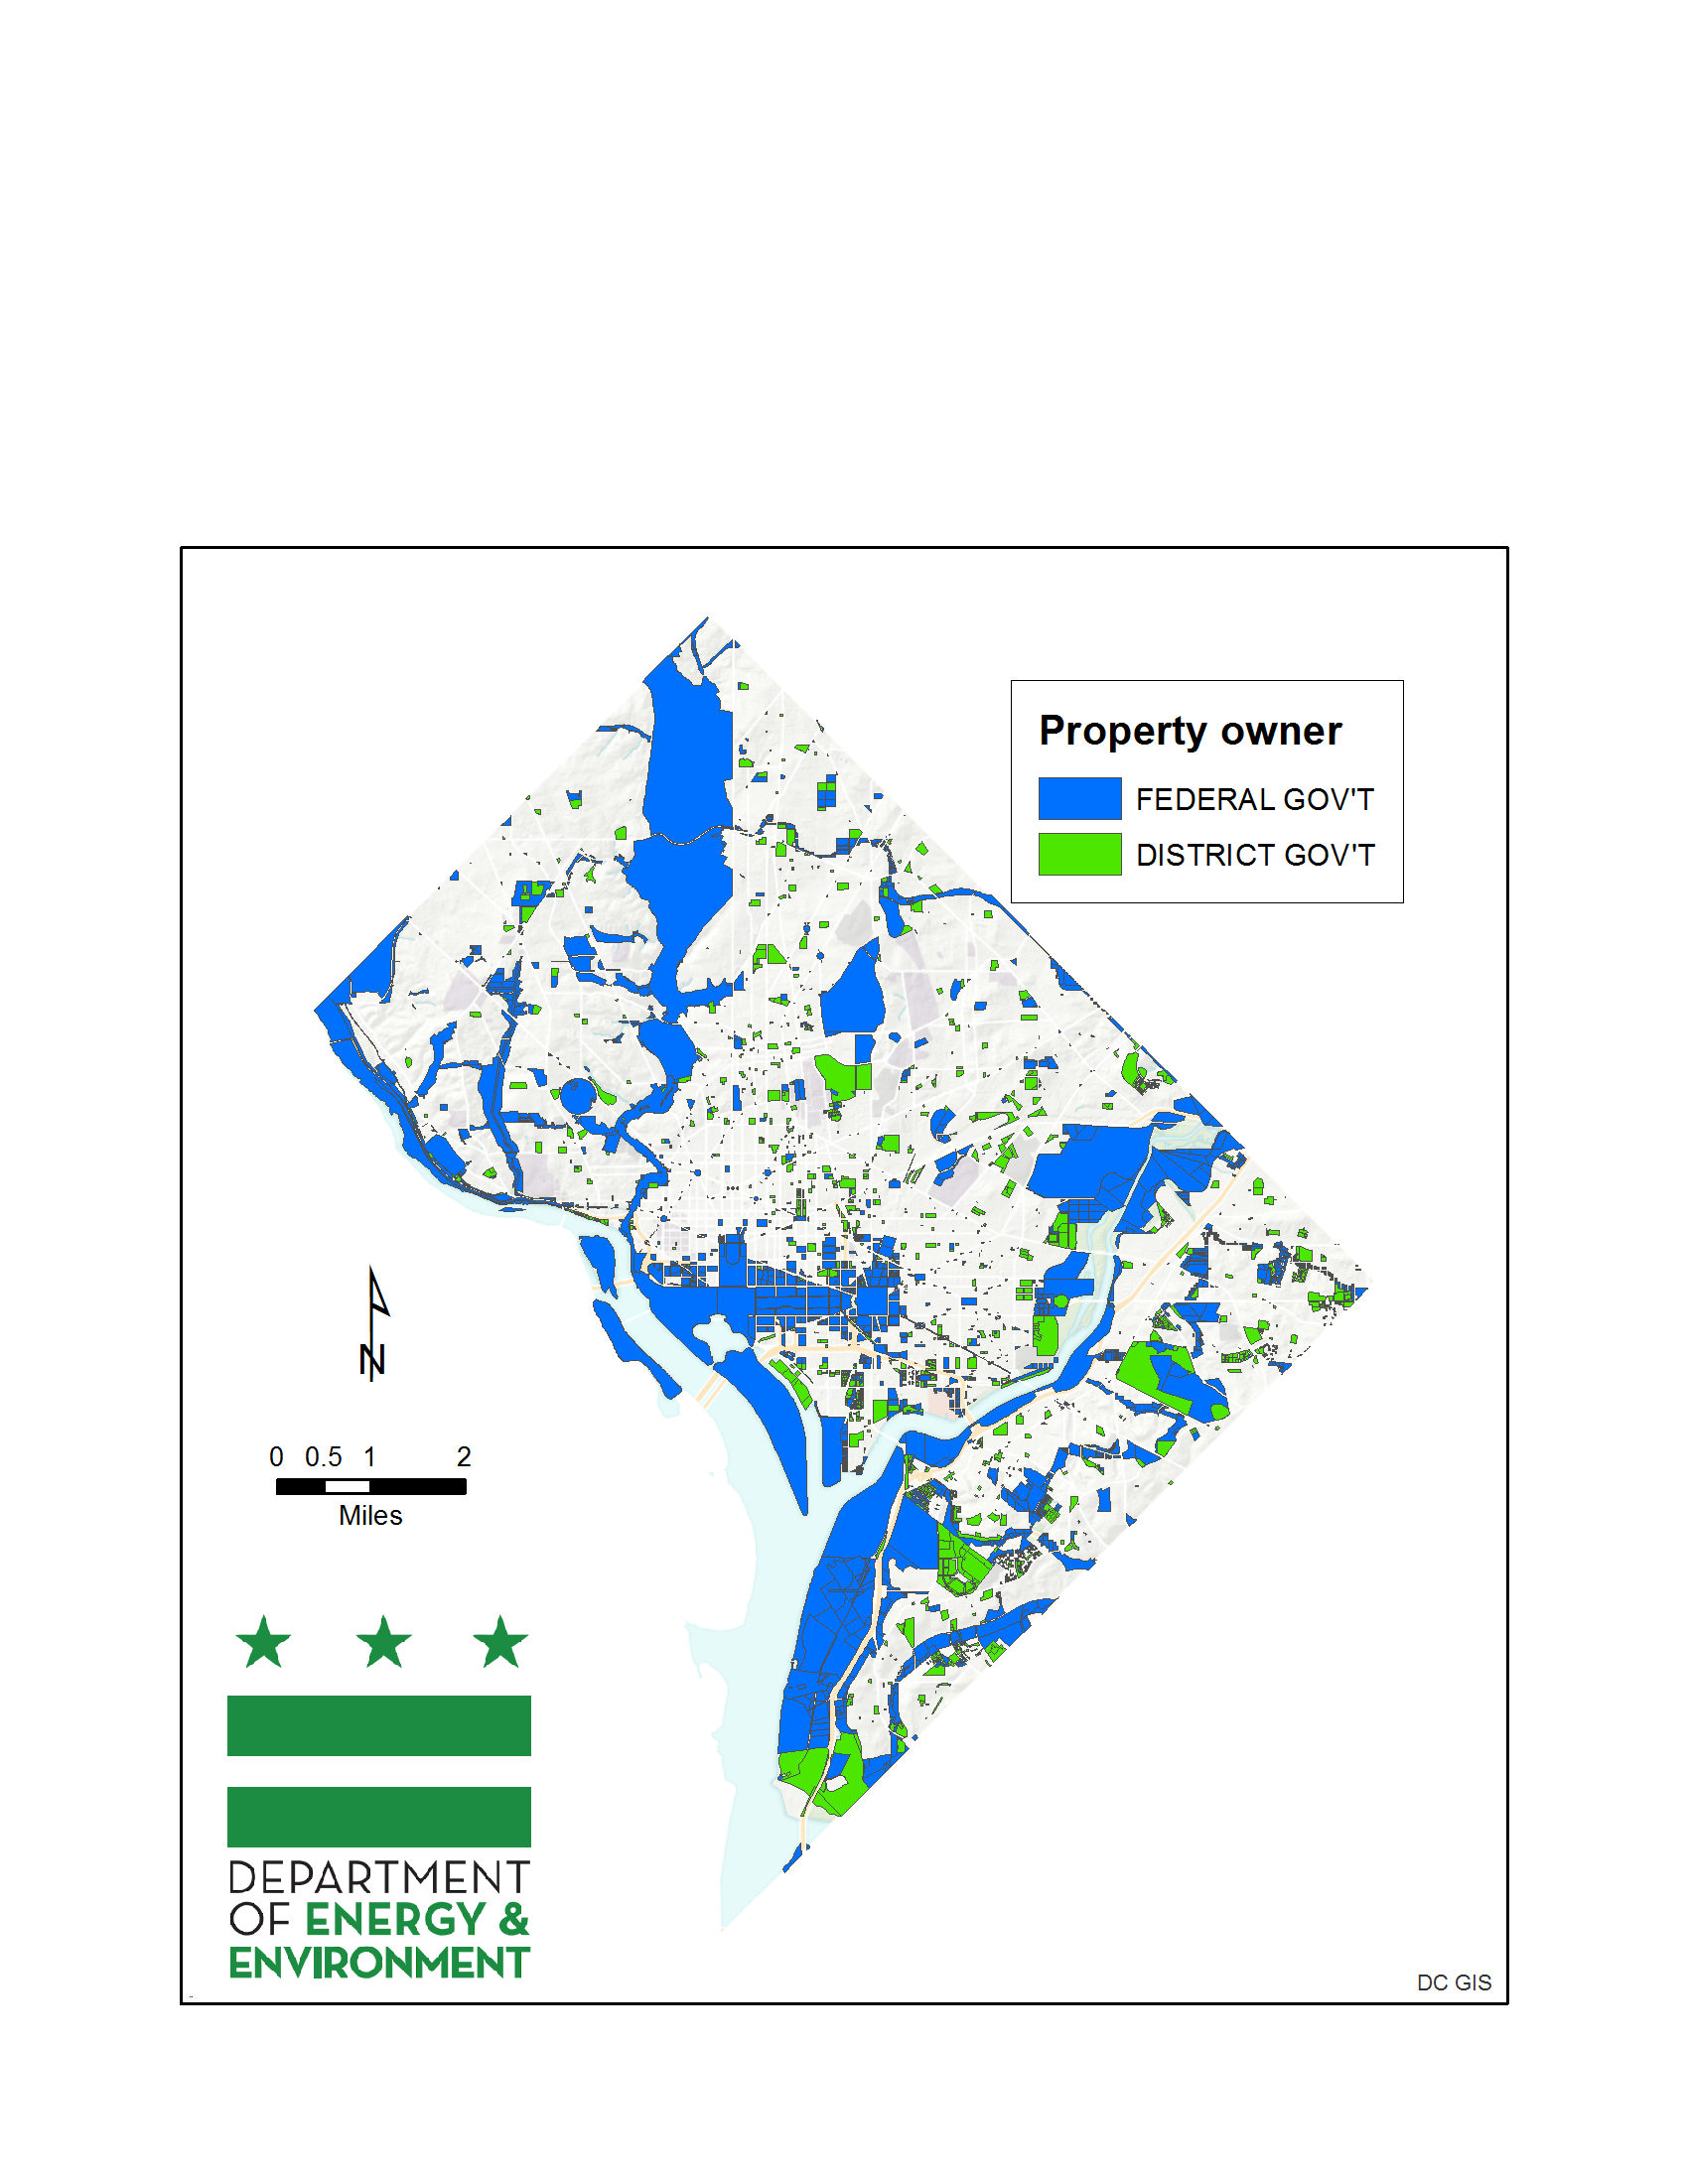 Property owner
FEDERAL GOV'T
DISTRICT GOV'T
N
0 0.5 1 2
Miles
DEPARTMENT
OF ENERGY &
ENVIRONMENT
DC GIS